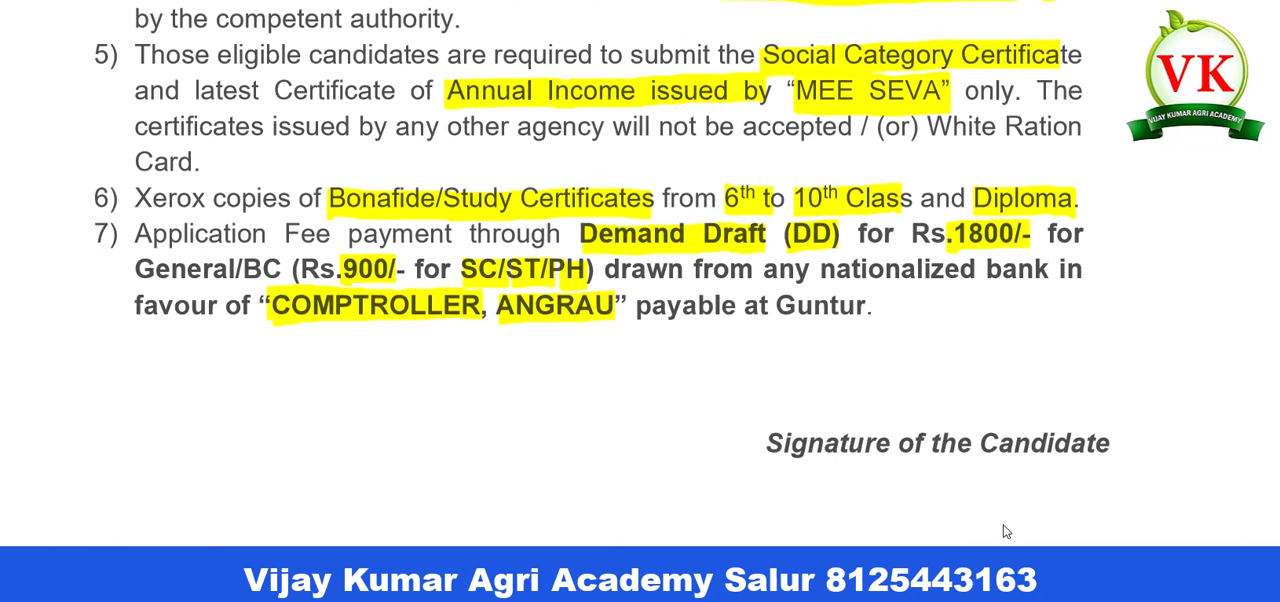 by the competent authority.
5) Those eligible candidates are required to submit the Social Category Certificate
and latest Certificate of Annual Income issued by “MEE SEVA” only. The
certificates issued by any other agency will not be accepted / (or) White Ration
Card.
6) Xerox copies of Bonafide/Study Certificates from 6th to 10th Class and Diploma.
7) Application Fee payment through Demand Draft (DD) for Rs.1800/- for
General/BC (Rs.900/- for SC/ST/PH) drawn from any nationalized bank in
favour of “COMPTROLLER, ANGRAU” payable at Guntur.
Signature of the Candidate
VK
VIJAY KUMAR AGRI ACADEMY
Vijay Kumar Agri Academy Salur 8125443163